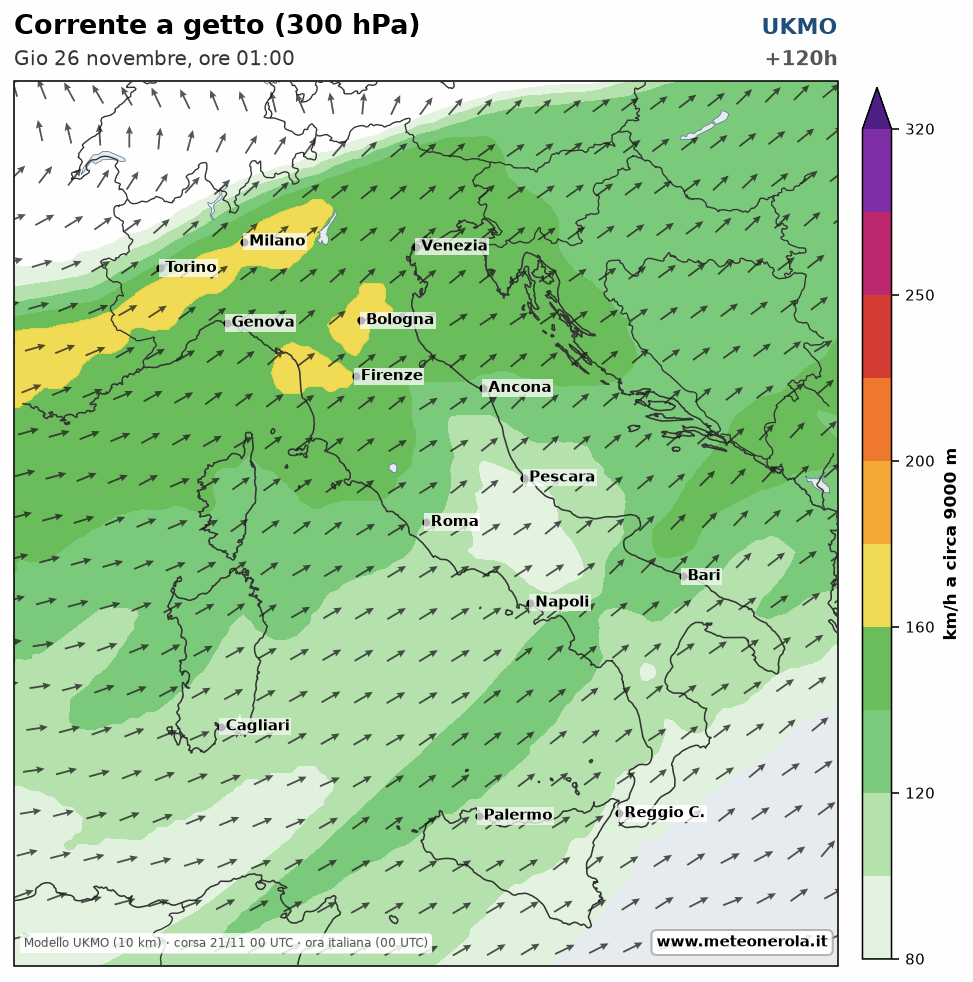 Corrente a getto (300 hPa)
UKMO
Gio 26 novembre, ore 01:00
+120h
Milano
Venezia
Torino
Genova
Bologna
Firenze
Ancona
Pescara
Roma
Bari
Napoli
Cagliari
Palermo
Reggio C.
320
250
200
160
120
80
km/h a circa 9000 m
Modello UKMO (10 km) · corsa 21/11 00 UTC · ora italiana (00 UTC)
www.meteonerola.it